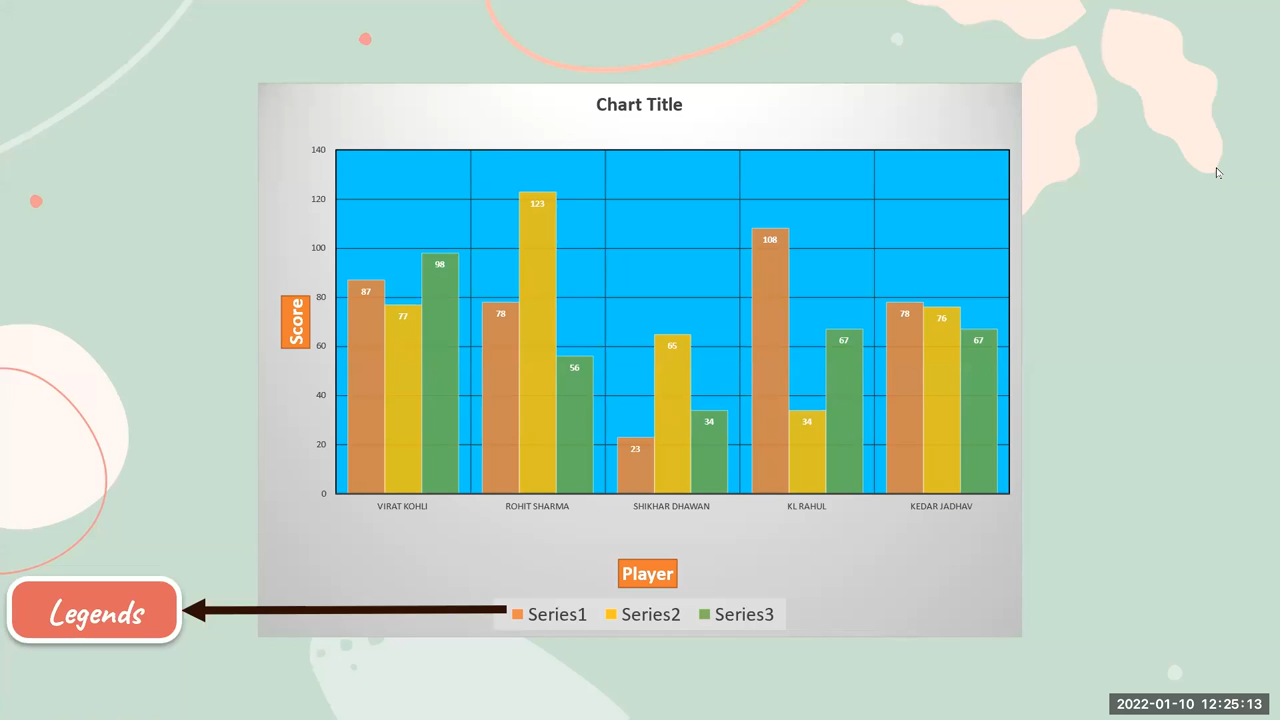 Chart Title
140
120
100
80
60
40
20
0
Score
87
77
98
78
123
56
23
65
34
108
34
67
78
76
67
VIRAT KOHLI
ROHIT SHARMA
SHIKHAR DHAWAN
KL RAHUL
KEDAR JADHAV
Player
Legends
Series1 Series2 Series3
2022-01-10 12:25:13